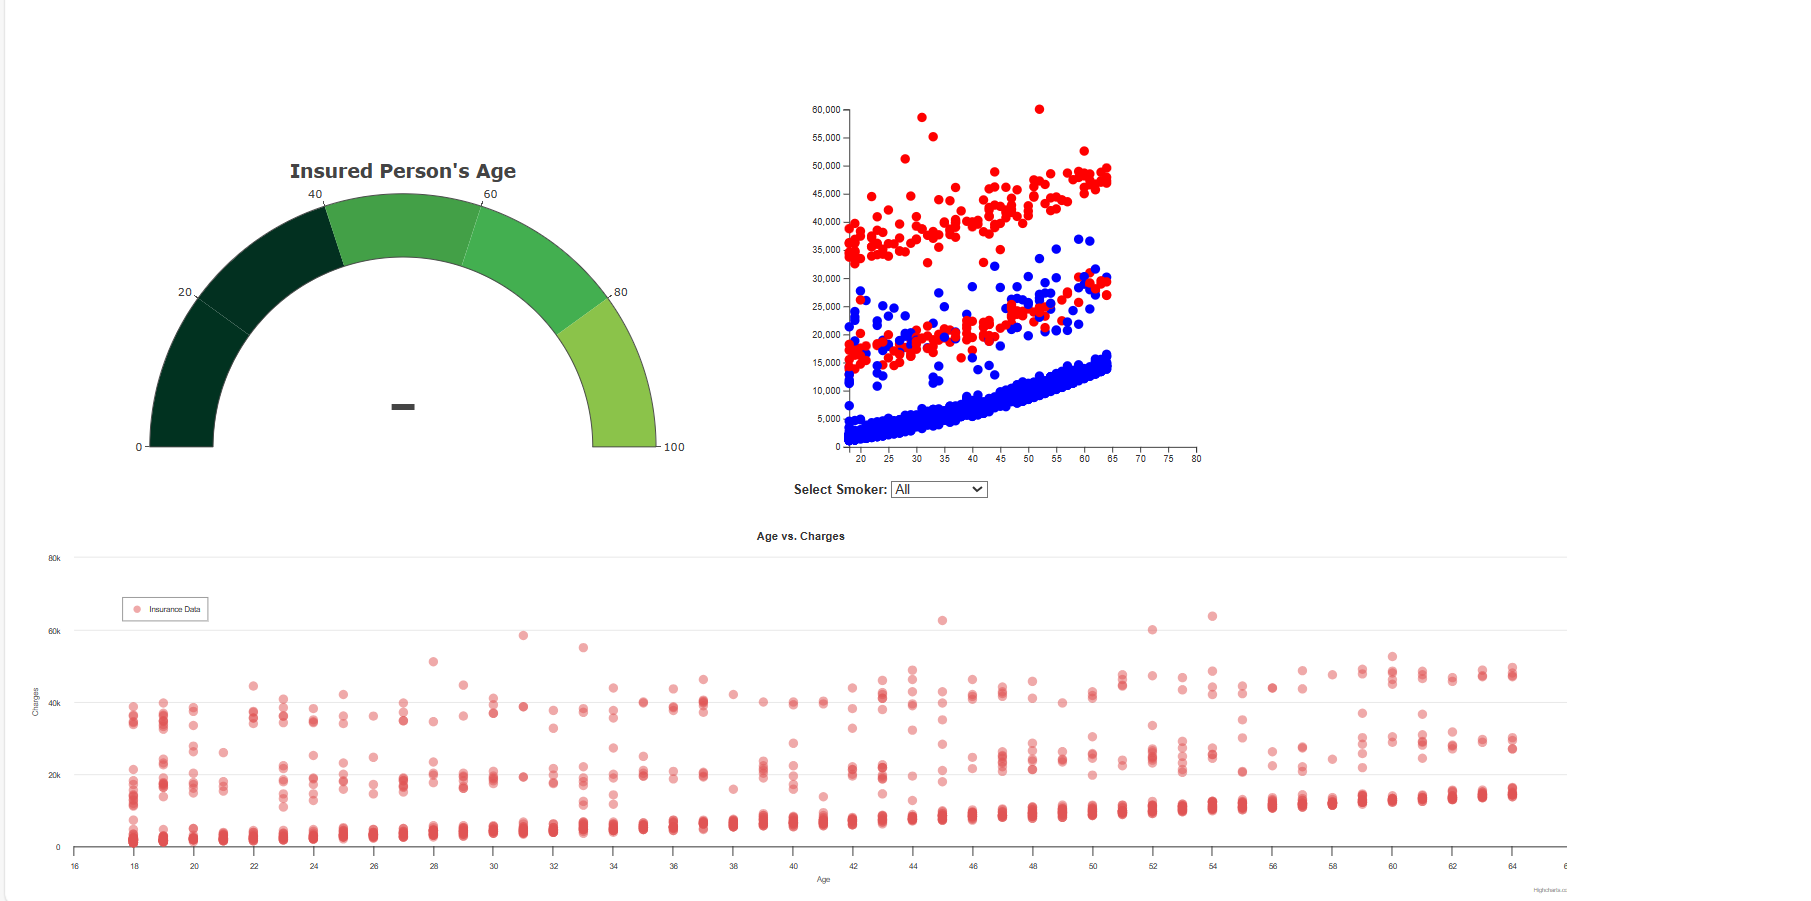 Insured Person's Age
0
20
40
60
80
100
60,000
55,000
50,000
45,000
40,000
35,000
30,000
25,000
20,000
15,000
10,000
5,000
0
20 25 30 35 40 45 50 55 60 65 70 75 80
Select Smoker: All
Age vs. Charges
80k
60k
40k
20k
0
Charges
Insurance Data
16 18 20 22 24 26 28 30 32 34 36 38 40 42 44 46 48 50 52 54 56 58 60 62 64
Age